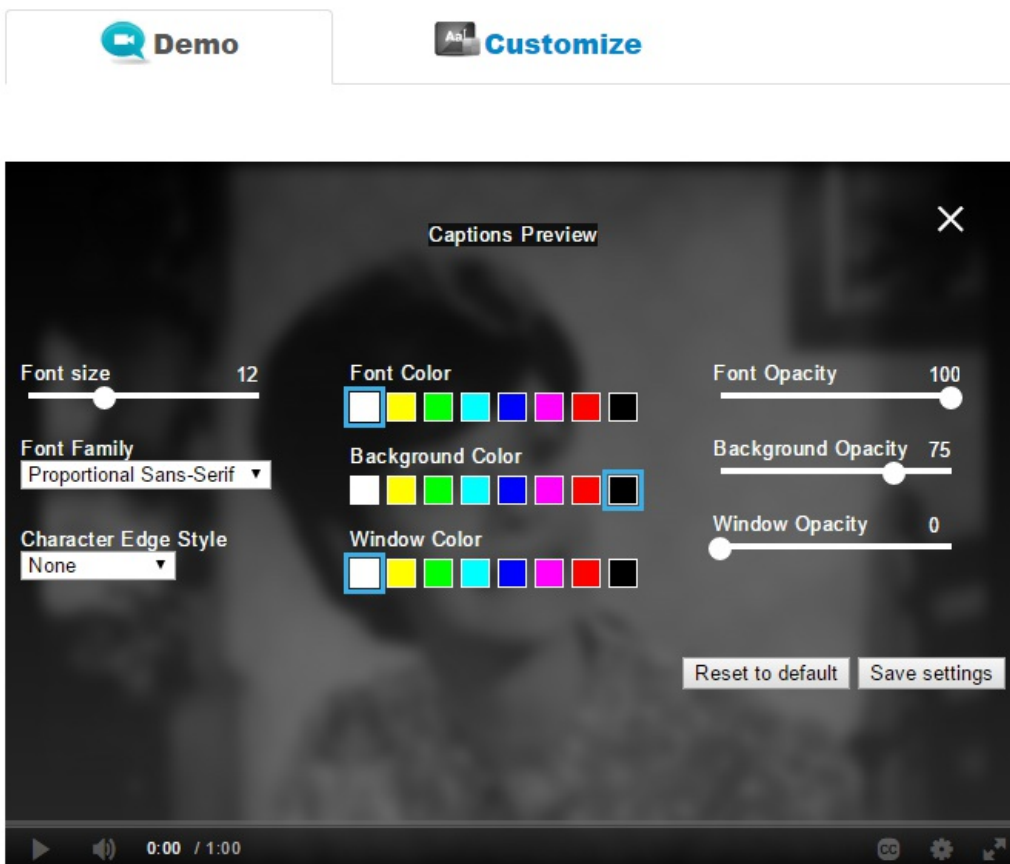 Demo
Aa
Customize
Captions Preview
Font size 12
Font Color
Font Opacity 100
Font Family
Proportional Sans-Serif
Background Color
Background Opacity 75
Character Edge Style
None
Window Color
Window Opacity 0
Reset to default
Save settings
0:00 / 1:00
CC